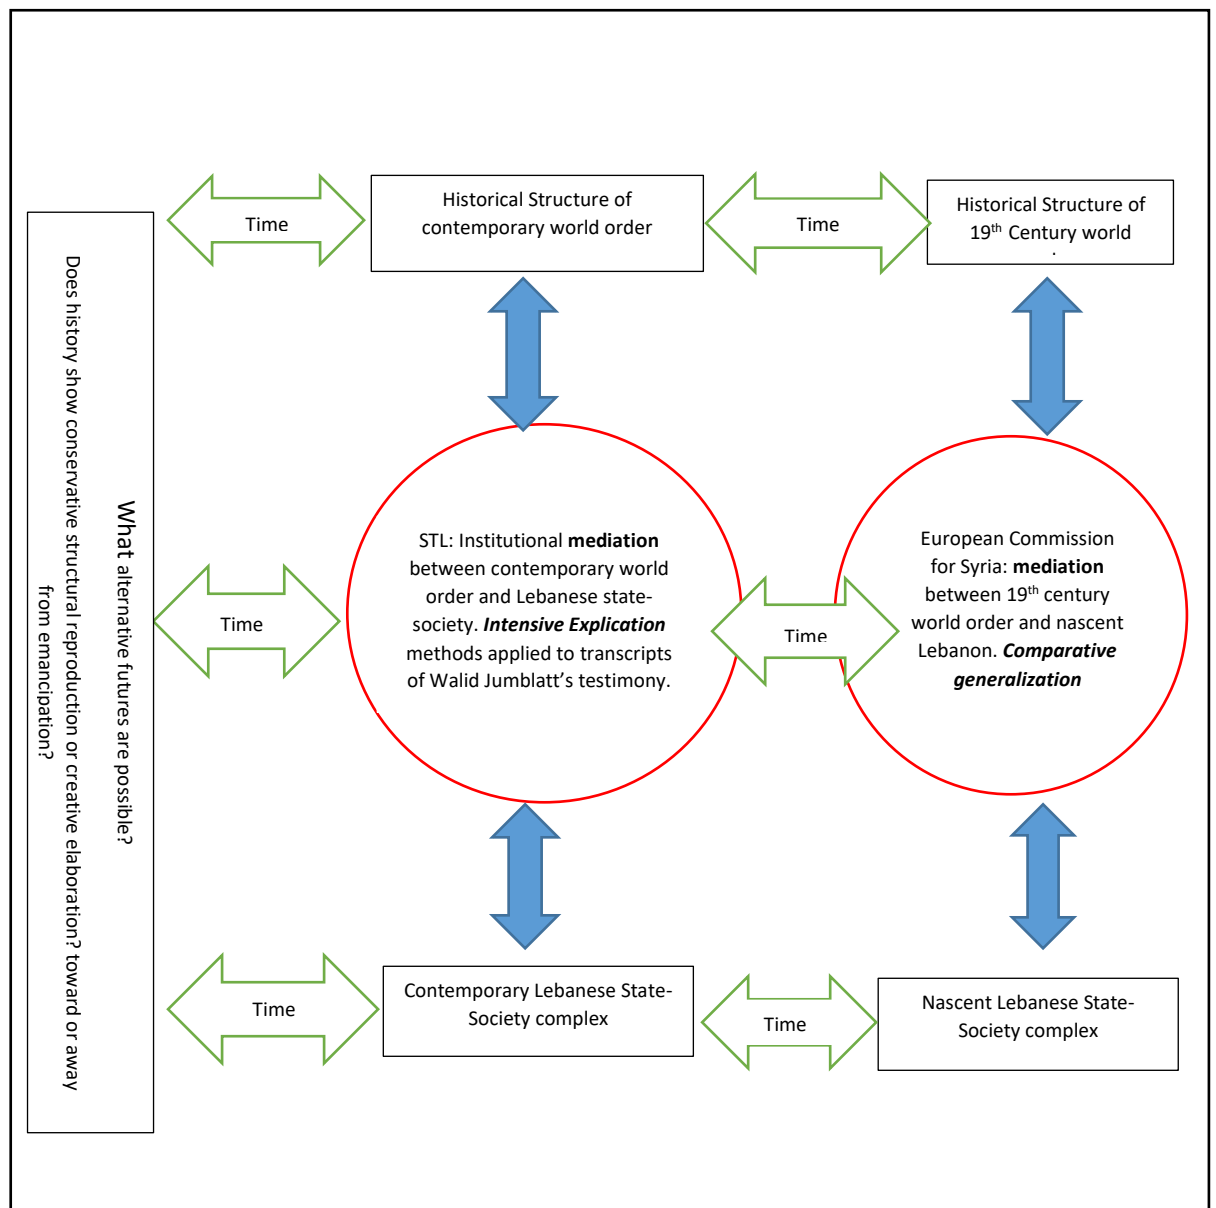 Time
Historical Structure of
contemporary world order
Time
Historical Structure of
19th Century world
.
What alternative futures are possible?
Does history show conservative structural reproduction or creative elaboration? toward or away
from emancipation?
Time
STL: Institutional mediation
between contemporary world
order and Lebanese state-
society. Intensive Explication
methods applied to transcripts
of Walid Jumblatt’s testimony.
Time
European Commission
for Syria: mediation
between 19th century
world order and nascent
Lebanon. Comparative
generalization
Time
Contemporary Lebanese State-
Society complex
Time
Nascent Lebanese State-
Society complex